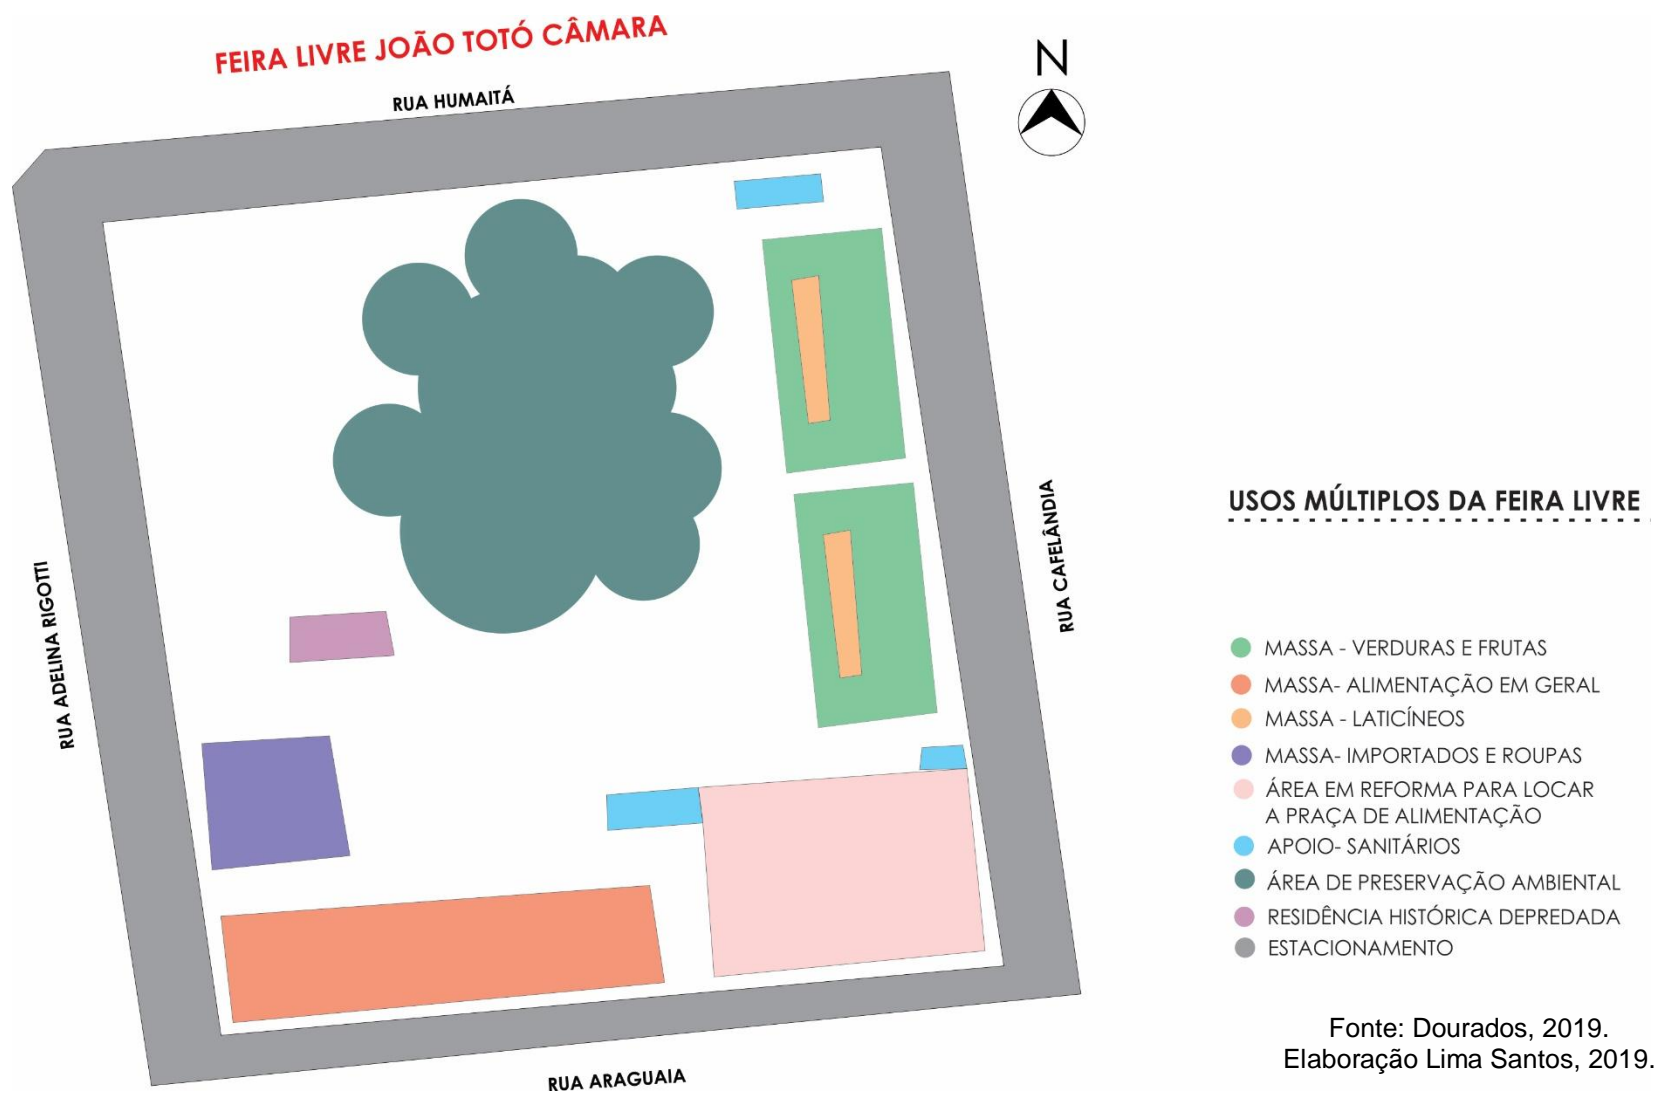 FEIRA LIVRE JOÃO TOTÓ CÂMARA
RUA HUMAITÁ
N
RUA ADELINA RIGOTTI
RUA CAFELÂNDIA
RUA ARAGUAIA
USOS MÚLTIPLOS DA FEIRA LIVRE
MASSA - VERDURAS E FRUTAS
MASSA- ALIMENTAÇÃO EM GERAL
MASSA - LATICÍNEOS
MASSA- IMPORTADOS E ROUPAS
ÁREA EM REFORMA PARA LOCAR
A PRAÇA DE ALIMENTAÇÃO
APOIO- SANITÁRIOS
ÁREA DE PRESERVAÇÃO AMBIENTAL
RESIDÊNCIA HISTÓRICA DEPREDADA
ESTACIONAMENTO
Fonte: Dourados, 2019.
Elaboração Lima Santos, 2019.